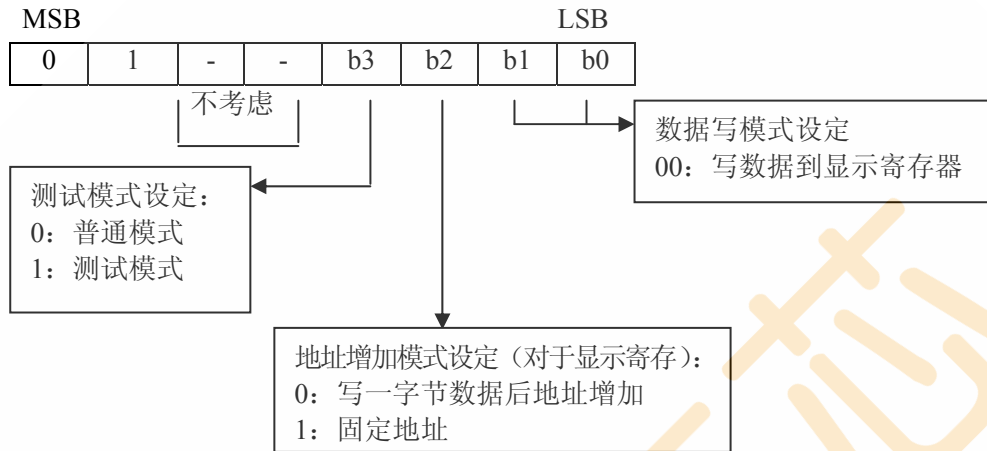 MSB LSB
0 1 - - b3 b2 b1 b0
不考虑
数据写模式设定
00：写数据到显示寄存器
测试模式设定：
0：普通模式
1：测试模式
地址增加模式设定（对于显示寄存）：
0：写一字节数据后地址增加
1：固定地址
芯